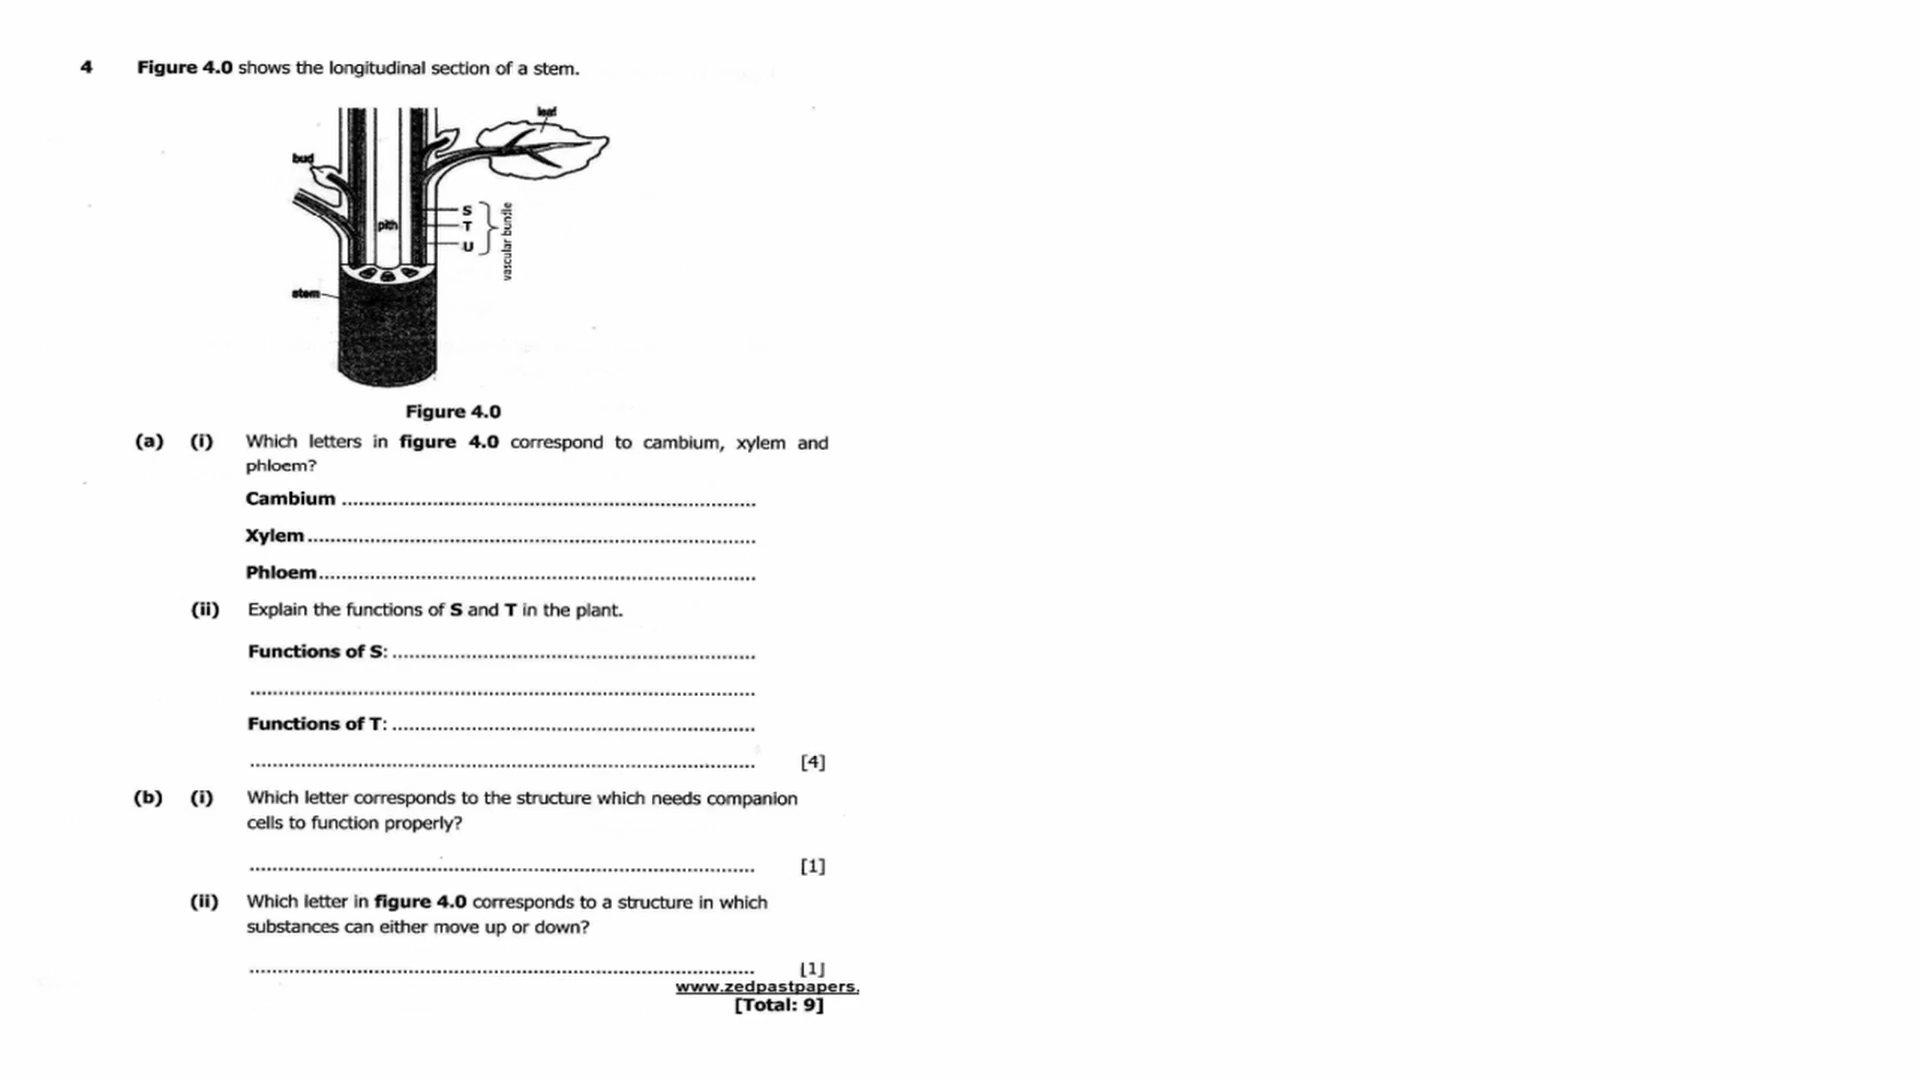 4 Figure 4.0 shows the longitudinal section of a stem.
leaf
bud
S
pith
T
U
vascular bundle
stem
Figure 4.0
(a) (i) Which letters in figure 4.0 correspond to cambium, xylem and
phloem?
Cambium ....................................................................
Xylem....................................................................
Phloem....................................................................
(ii) Explain the functions of S and T in the plant.
Functions of S: ....................................................................
....................................................................
Functions of T: ....................................................................
.................................................................... [4]
(b) (i) Which letter corresponds to the structure which needs companion
cells to function properly?
.................................................................... [1]
(ii) Which letter in figure 4.0 corresponds to a structure in which
substances can either move up or down?
.................................................................... [1]
www.zedpastpapers.
[Total: 9]